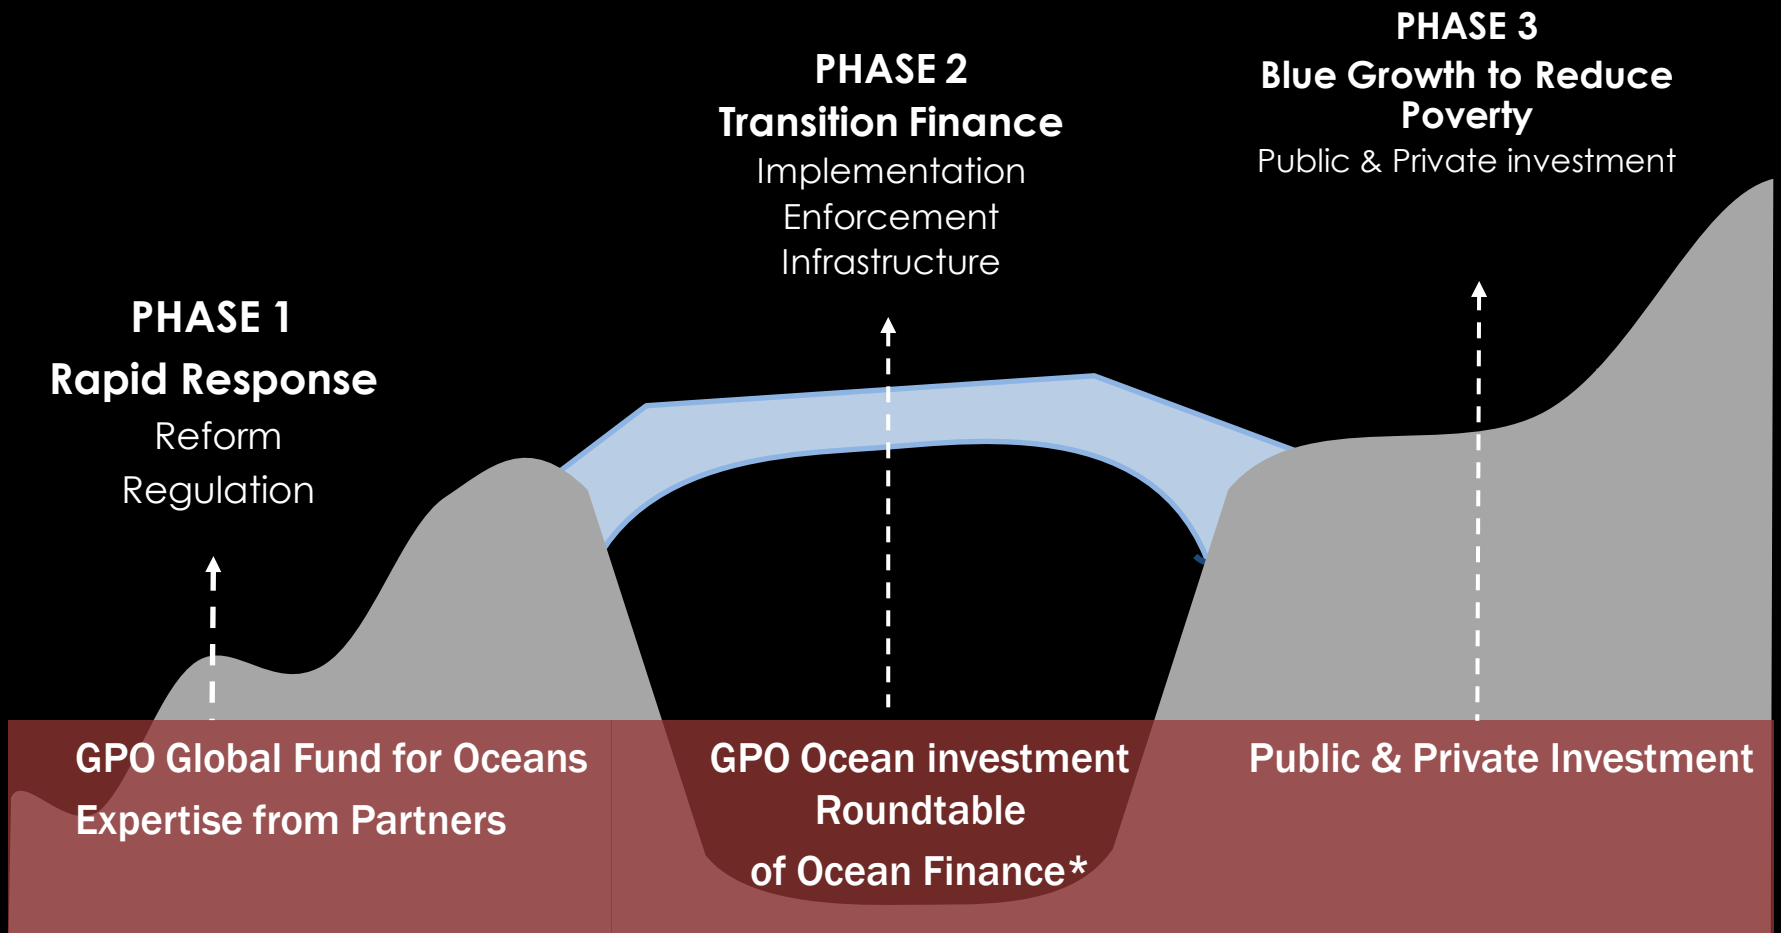 PHASE 1
Rapid Response
Reform
Regulation
PHASE 2
Transition Finance
Implementation
Enforcement
Infrastructure
PHASE 3
Blue Growth to Reduce
Poverty
Public & Private investment
GPO Global Fund for Oceans
Expertise from Partners
GPO Ocean investment
Roundtable
of Ocean Finance*
Public & Private Investment